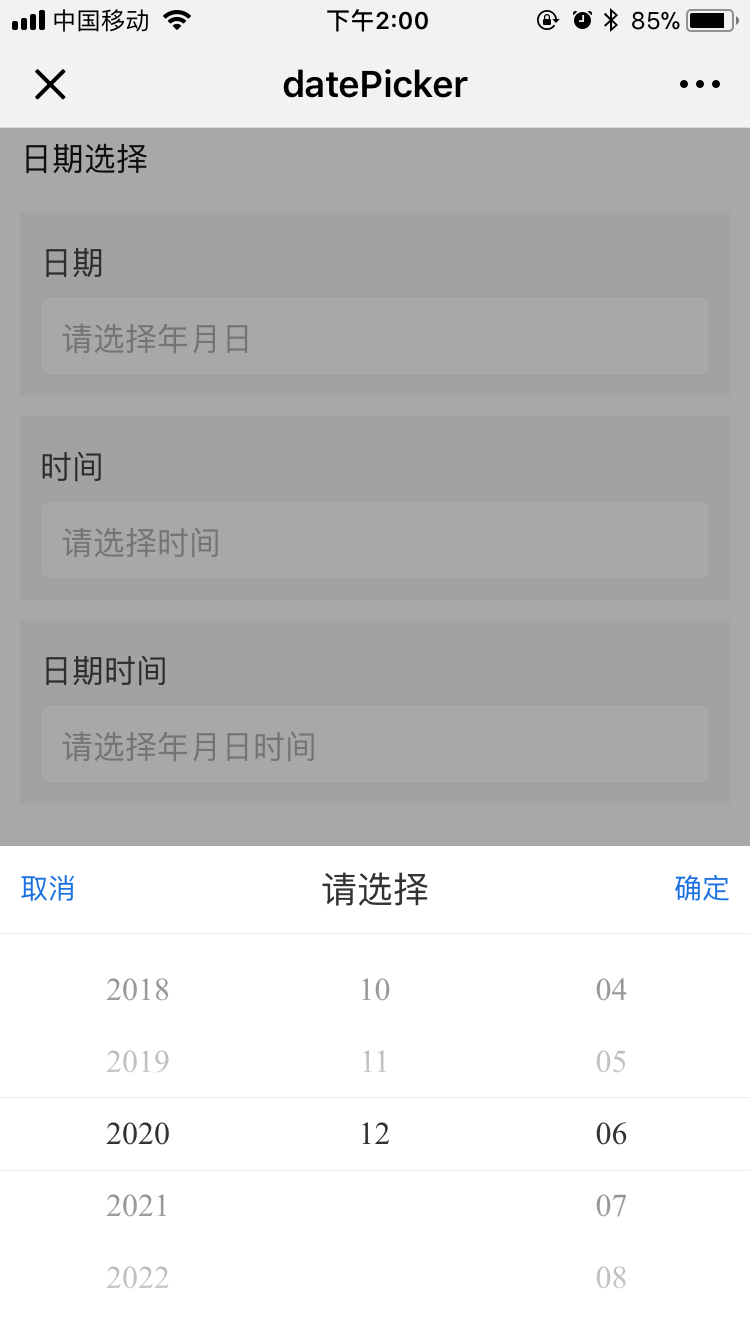 中国移动 下午2:00 85%
datePicker
日期选择
日期
请选择年月日
时间
请选择时间
日期时间
请选择年月日时间
取消 请选择 确定
2018 10 04
2019 11 05
2020 12 06
2021 07
2022 08